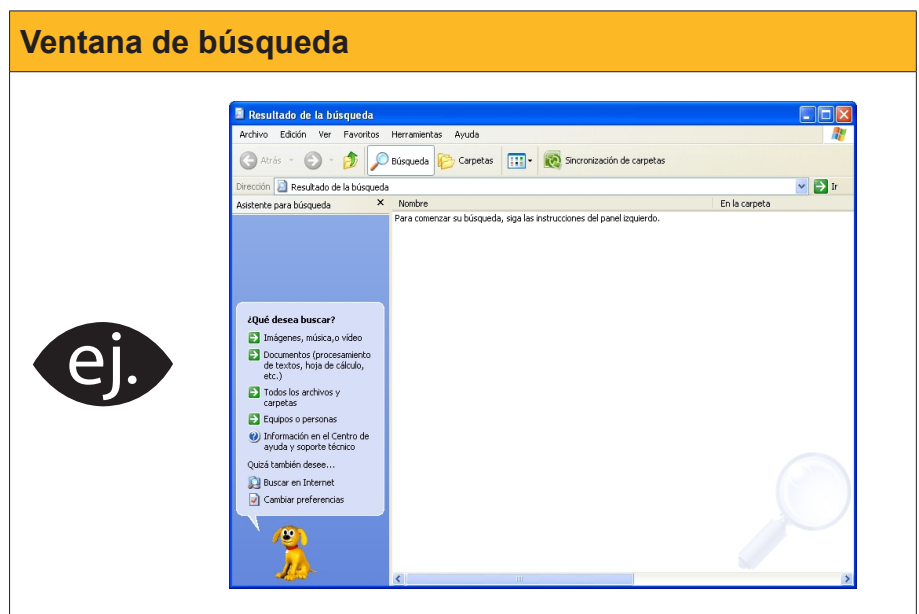 Ventana de búsqueda
Resultado de la búsqueda
Archivo Edición Ver Favoritos Herramientas Ayuda
Atrás Búsqueda Carpetas Sincronización de carpetas
Dirección Resultado de la búsqueda Ir
Asistente para búsqueda Nombre En la carpeta
Para comenzar su búsqueda, siga las instrucciones del panel izquierdo.
¿Qué desea buscar?
Imágenes, música,o vídeo
Documentos (procesamiento
de textos, hoja de cálculo,
etc.)
Todos los archivos y
carpetas
Equipos o personas
Información en el Centro de
ayuda y soporte técnico
Quizá también desee...
Buscar en Internet
Cambiar preferencias
ej.